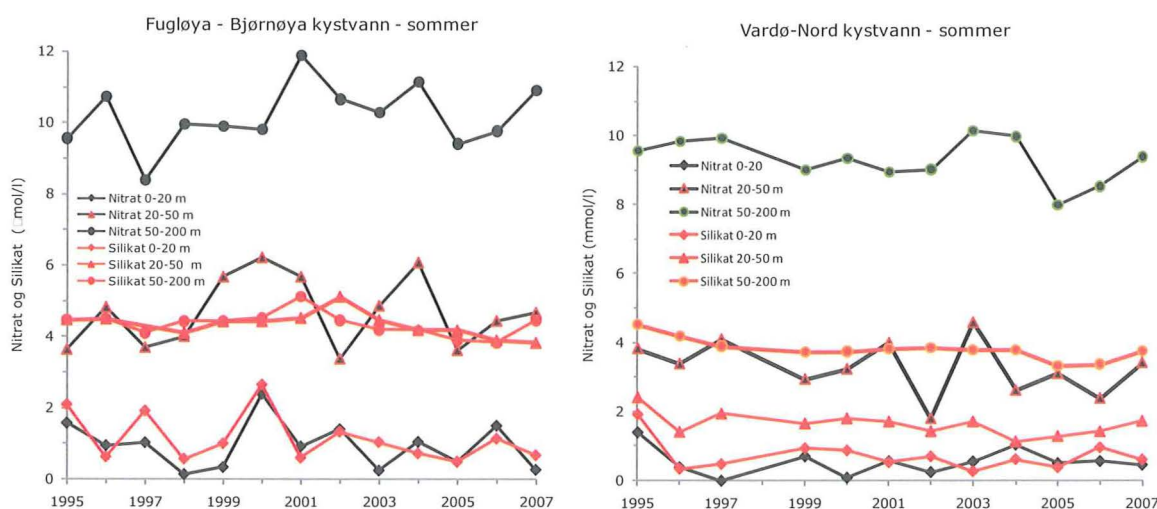 Fugløya - Bjørnøya kystvann - sommer
Nitrat og Silikat (□mol/l)
12
10
8
6
4
2
0
Nitrat 0-20 m
Nitrat 20-50 m
Nitrat 50-200 m
Silikat 0-20 m
Silikat 20-50 m
Silikat 50-200 m
1995 1997 1999 2001 2003 2005 2007
Vardø-Nord kystvann - sommer
Nitrat og Silikat (mmol/l)
12
10
8
6
4
2
0
Nitrat 0-20
Nitrat 20-50 m
Nitrat 50-200 m
Silikat 0-20 m
Silikat 20-50 m
Silikat 50-200 m
1995 1997 1999 2001 2003 2005 2007